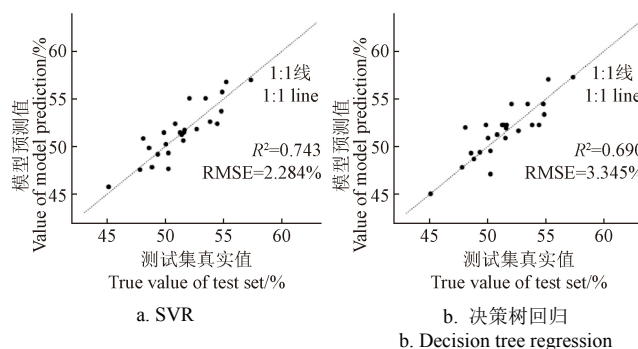 模型预测值
Value of model prediction/%
60
55
50
45
1:1线
1:1 line
R²=0.743
RMSE=2.284%
45
50
55
60
测试集真实值
True value of test set/%
a. SVR
模型预测值
Value of model prediction/%
60
55
50
45
1:1线
1:1 line
R²=0.690
RMSE=3.345%
45
50
55
60
测试集真实值
True value of test set/%
b. 决策树回归
b. Decision tree regression